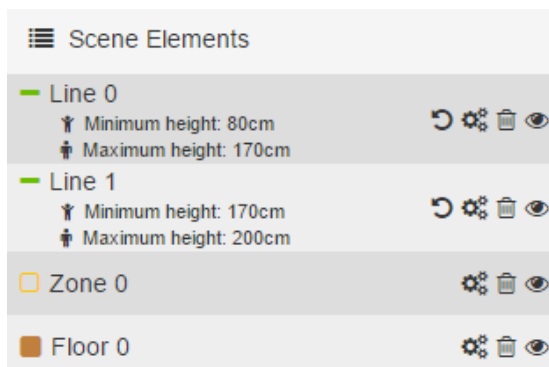 Scene Elements
Line 0
Minimum height: 80cm
Maximum height: 170cm
Line 1
Minimum height: 170cm
Maximum height: 200cm
Zone 0
Floor 0